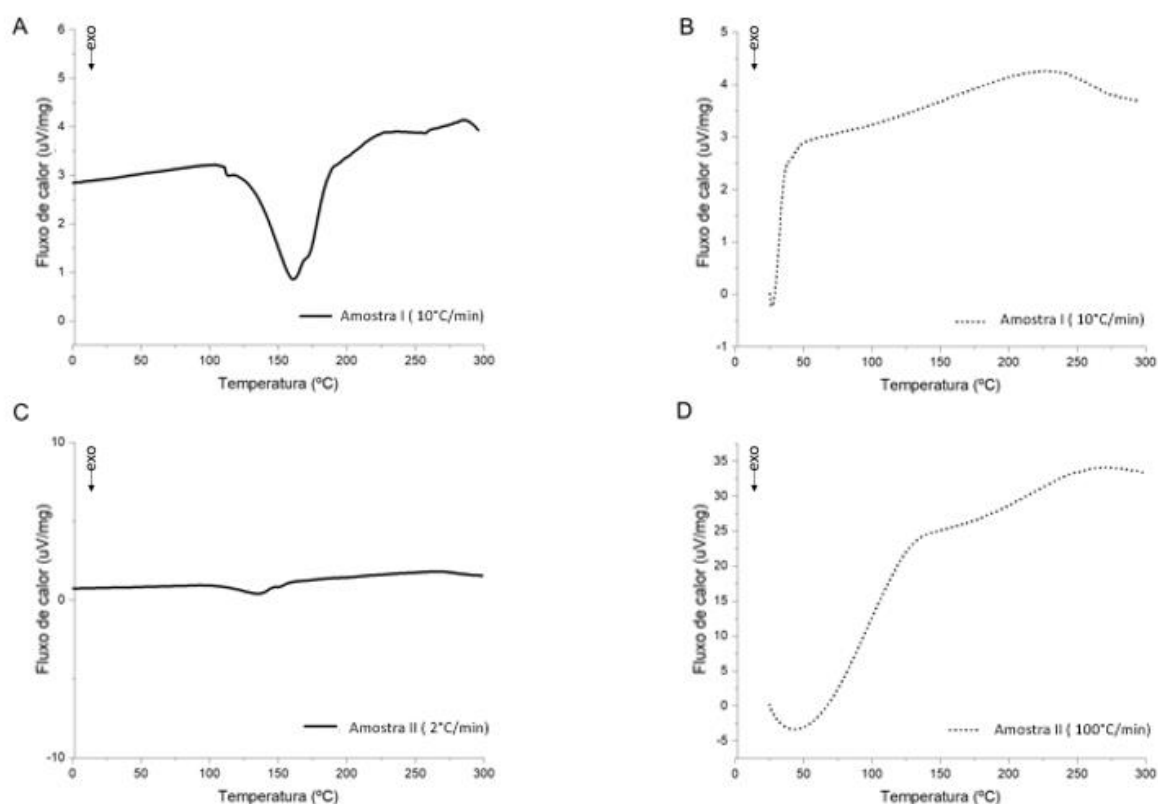 A
exo
6
5
4
3
2
1
0
Fluxo de calor (uV/mg)
Amostra I ( 10°C/min)
0 50 100 150 200 250 300
Temperatura (ºC)
B
exo
5
4
3
2
1
0
-1
Fluxo de calor (uV/mg)
Amostra I ( 10°C/min)
0 50 100 150 200 250 300
Temperatura (ºC)
C
exo
10
0
-10
Fluxo de calor (uV/mg)
Amostra II ( 2°C/min)
0 50 100 150 200 250 300
Temperatura (ºC)
D
exo
35
30
25
20
15
10
5
0
-5
Fluxo de calor (uV/mg)
Amostra II ( 100°C/min)
0 50 100 150 200 250 300
Temperatura (ºC)